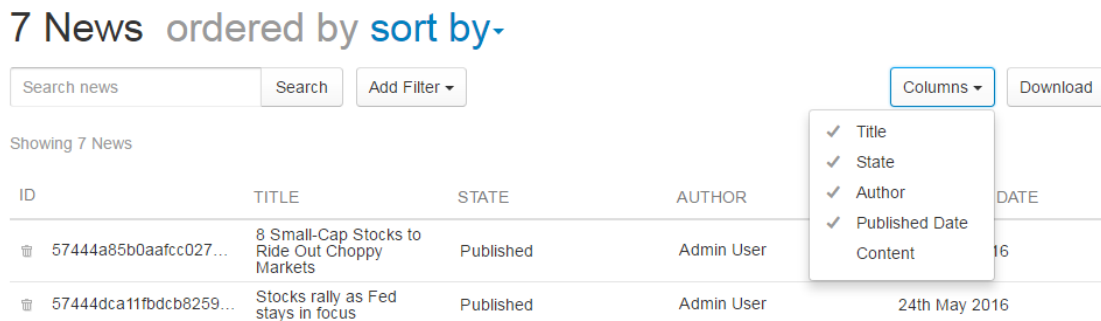 7 News ordered by sort by
Search news Search Add Filter Columns Download
Showing 7 News
Title
State
Author
Published Date
Content
ID TITLE STATE AUTHOR DATE
57444a85b0aafcc027... 8 Small-Cap Stocks to Ride Out Choppy Markets Published Admin User 16
57444dca11fbdcb8259... Stocks rally as Fed stays in focus Published Admin User 24th May 2016